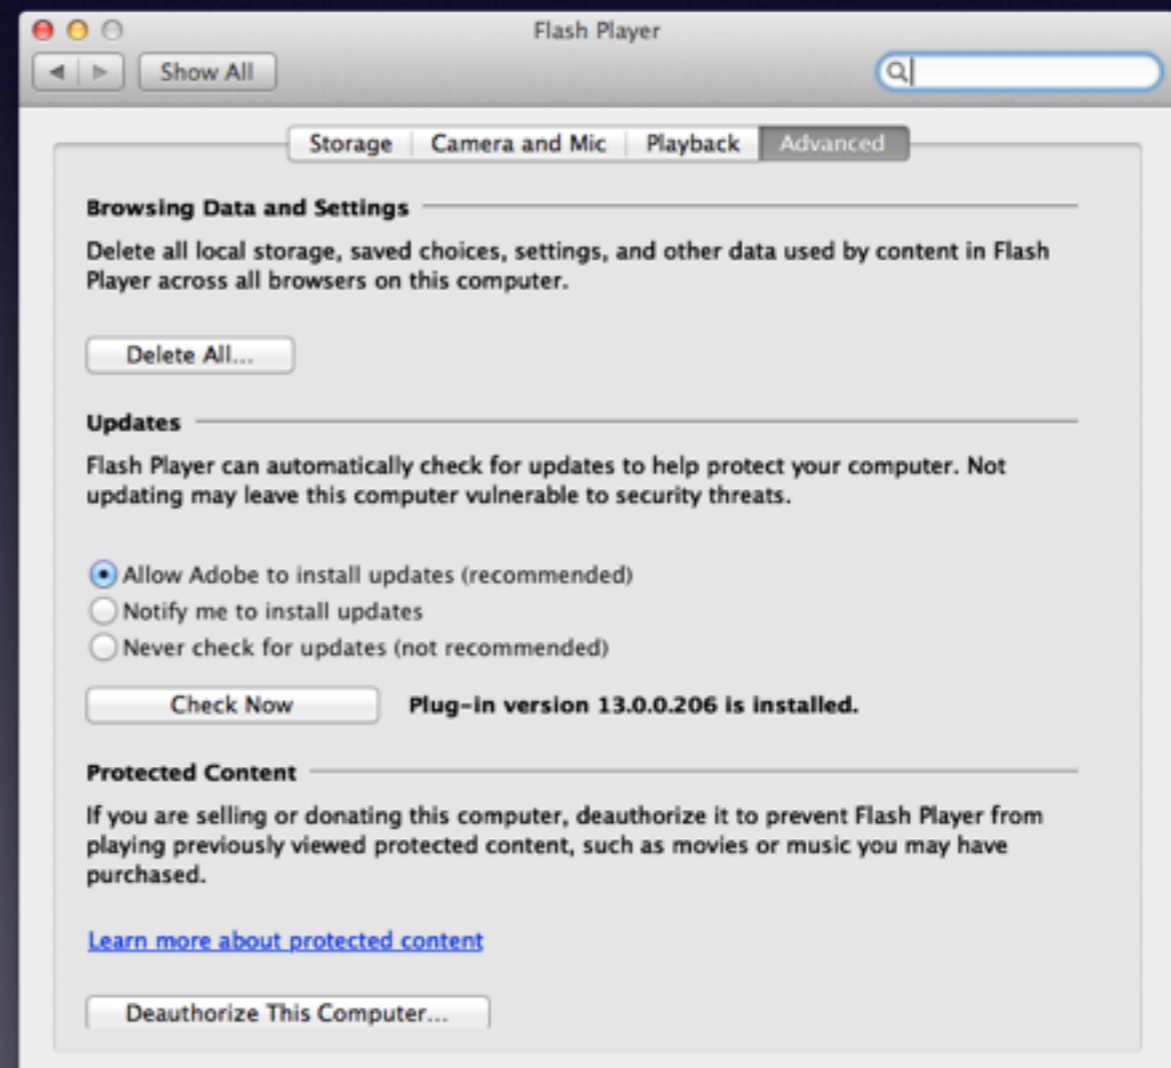 Flash Player
Show All
Storage Camera and Mic Playback Advanced
Browsing Data and Settings
Delete all local storage, saved choices, settings, and other data used by content in Flash
Player across all browsers on this computer.
Delete All...
Updates
Flash Player can automatically check for updates to help protect your computer. Not
updating may leave this computer vulnerable to security threats.
Allow Adobe to install updates (recommended)
Notify me to install updates
Never check for updates (not recommended)
Check Now Plug-in version 13.0.0.206 is installed.
Protected Content
If you are selling or donating this computer, deauthorize it to prevent Flash Player from
playing previously viewed protected content, such as movies or music you may have
purchased.
Learn more about protected content
Deauthorize This Computer...